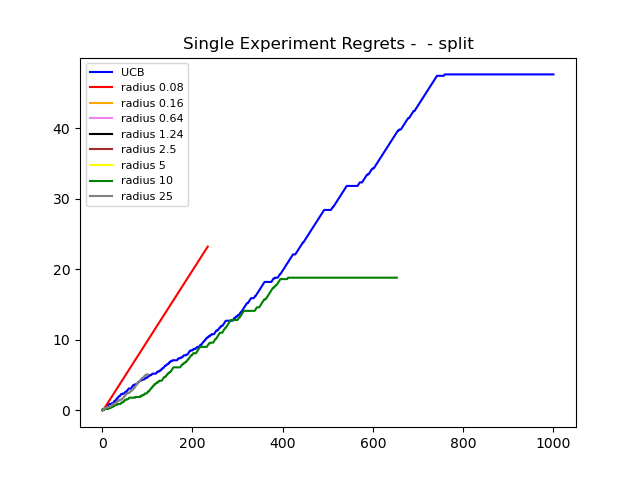 Single Experiment Regrets -  - split
UCB
radius 0.08
radius 0.16
radius 0.64
radius 1.24
radius 2.5
radius 5
radius 10
radius 25
40
30
20
10
0
0 200 400 600 800 1000